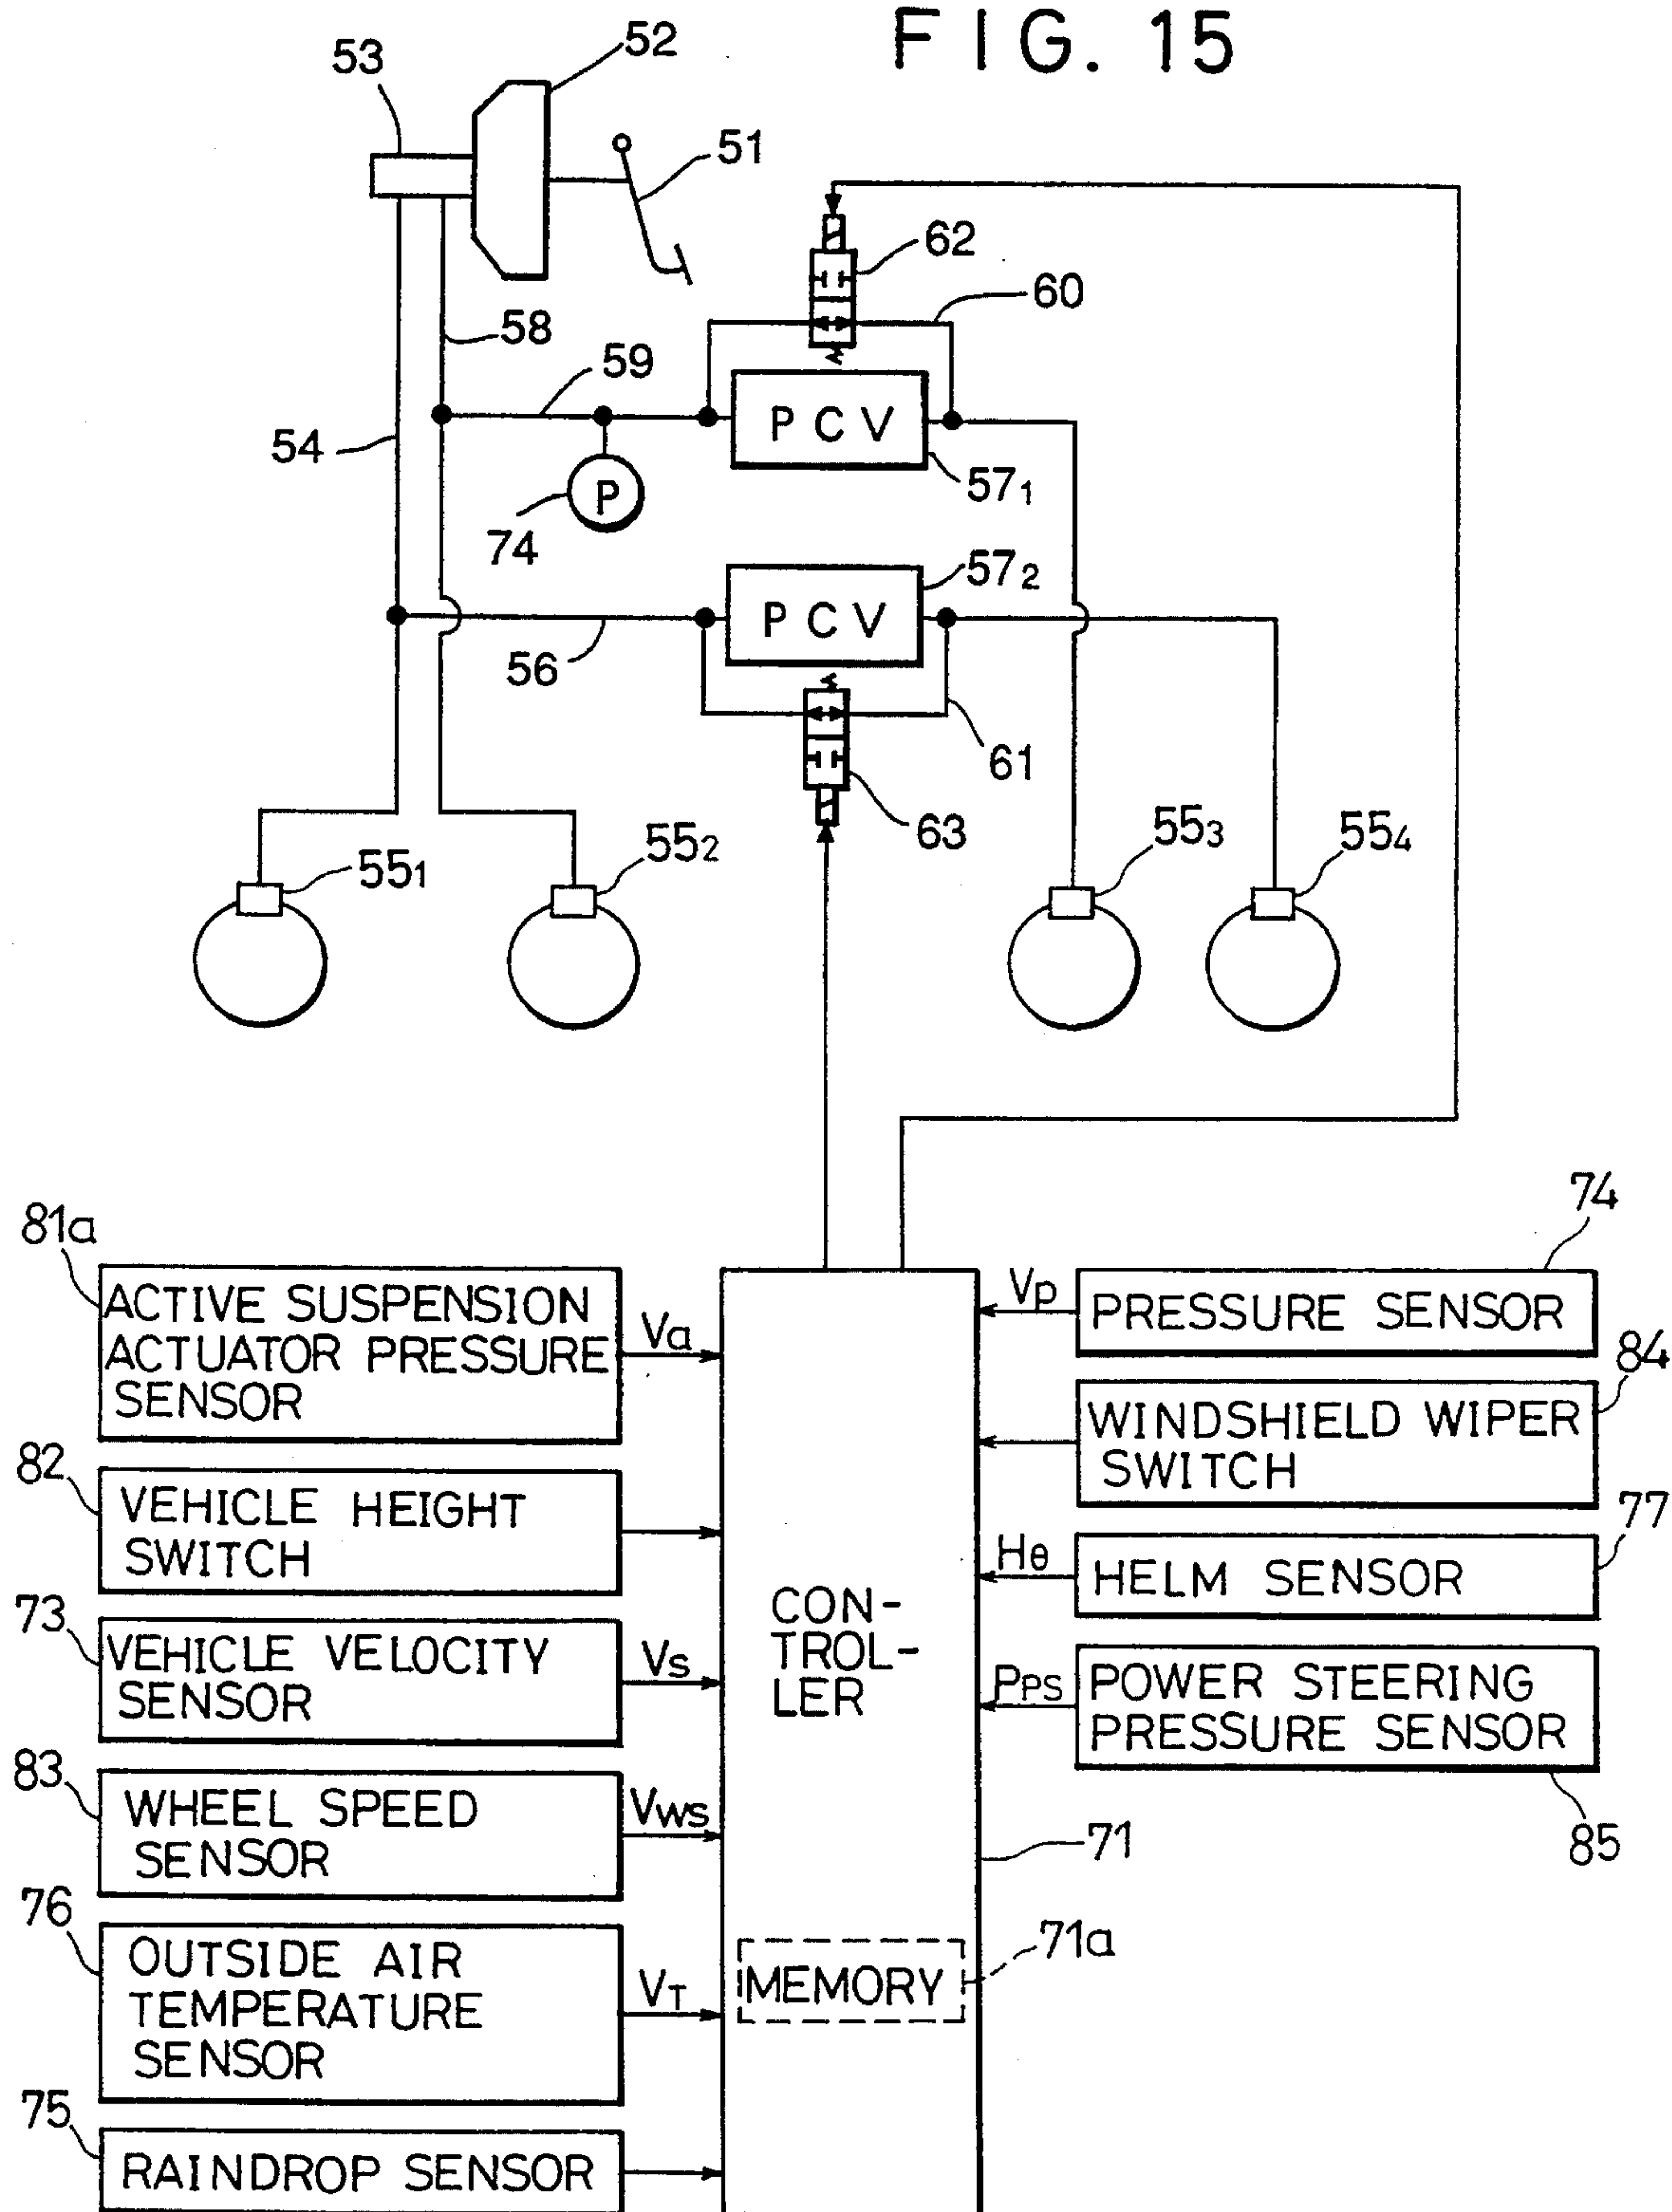 FIG. 15
52
53
51
62
60
58
59
54
PCV
57₁
P
74
57₂
PCV
56
61
63
55₁
55₂
55₃
55₄
81a
ACTIVE SUSPENSION
ACTUATOR PRESSURE
SENSOR
Va
82
VEHICLE HEIGHT
SWITCH
73
VEHICLE VELOCITY
SENSOR
Vs
83
WHEEL SPEED
SENSOR
Vws
76
OUTSIDE AIR
TEMPERATURE
SENSOR
VT
75
RAINDROP SENSOR
CON-
TROL-
LER
MEMORY
71a
71
74
Vp
PRESSURE SENSOR
84
WINDSHIELD WIPER
SWITCH
77
Hθ
HELM SENSOR
PPS
POWER STEERING
PRESSURE SENSOR
85